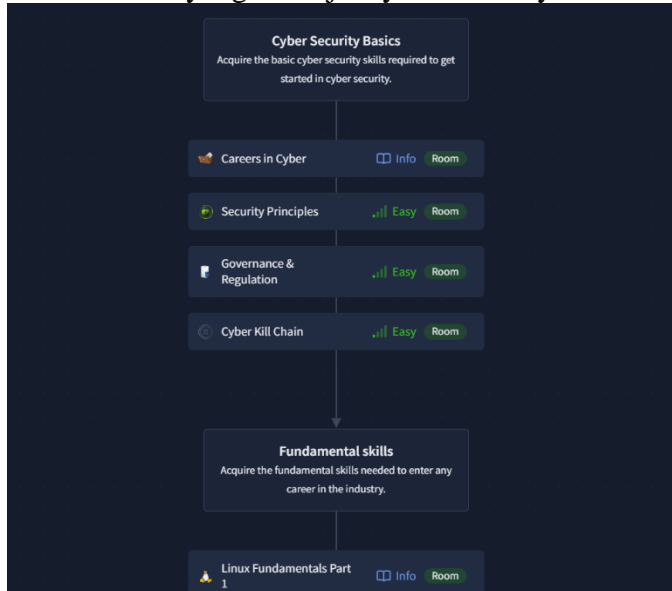 Cyber Security Basics
Acquire the basic cyber security skills required to get
started in cyber security.
Careers in Cyber Info Room
Security Principles Easy Room
Governance &
Regulation Easy Room
Cyber Kill Chain Easy Room
Fundamental skills
Acquire the fundamental skills needed to enter any
career in the industry.
Linux Fundamentals Part
1 Info Room